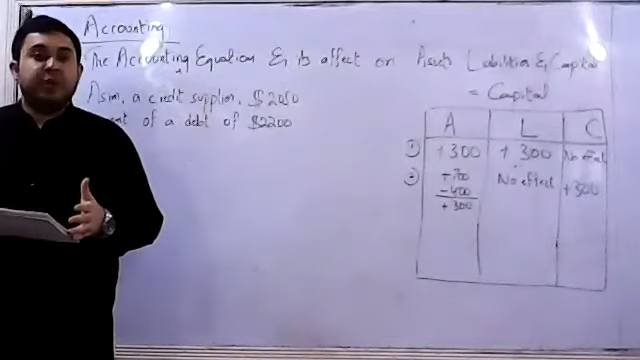 Accounting
The Accounting Equation & its affect on Assets Liabilities & Capital
= Capital
Asim, a credit supplier, $2050
of a debt of $2200
A L C
① +300 +300 No effect
② +700 No effect +300
-400
+300